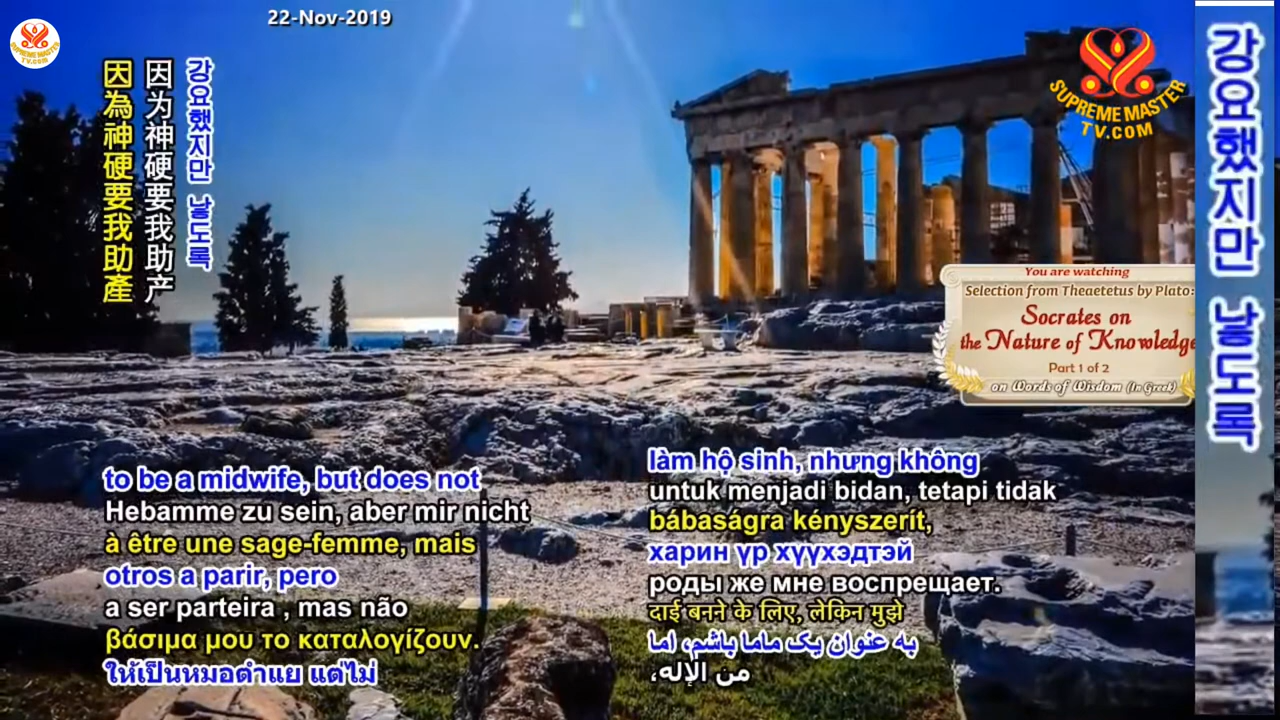 22-Nov-2019
SUPREME MASTER
TV.COM
강요했지만 낳도록
因为神硬要我助产
因為神硬要我助產
SUPREME MASTER
TV.COM
강요했지만 낳도록
You are watching
Selection from Theaetetus by Plato:
Socrates on
the Nature of Knowledge
Part 1 of 2
on Words of Wisdom (In Greek)
to be a midwife, but does not
Hebamme zu sein, aber mir nicht
à être une sage-femme, mais
otros a parir, pero
a ser parteira , mas não
βάσιμα μου το καταλογίζουν.
ให้เป็นหมอตำแย แต่ไม่
làm hộ sinh, nhưng không
untuk menjadi bidan, tetapi tidak
bábaságra kényszerít,
харин үр хүүхэдтэй
роды же мне воспрещает.
दाई बनने के लिए, लेकिन मुझे
به عنوان یک ماما باشم، اما
من الإله،